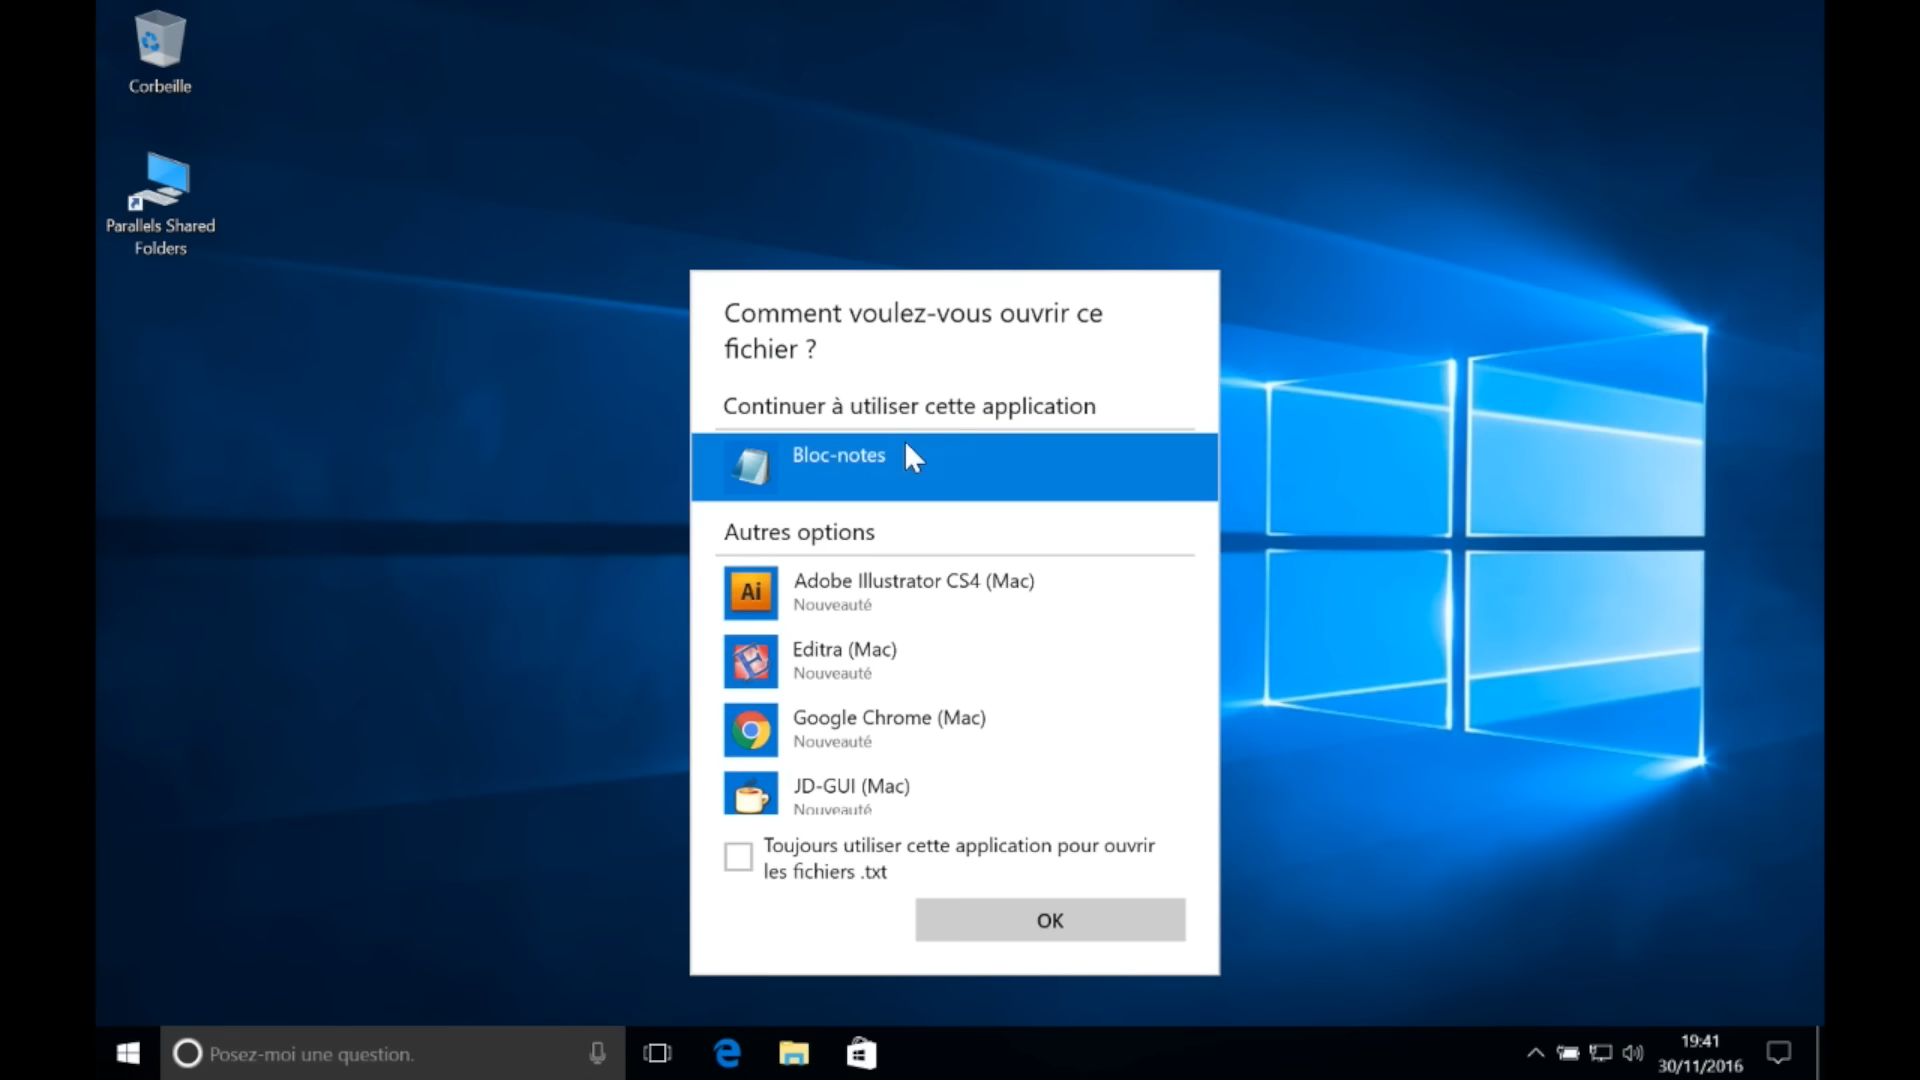 Corbeille
Parallels Shared
Folders
Comment voulez-vous ouvrir ce
fichier ?
Continuer à utiliser cette application
Bloc-notes
Autres options
Ai
Adobe Illustrator CS4 (Mac)
Nouveauté
Editra (Mac)
Nouveauté
Google Chrome (Mac)
Nouveauté
JD-GUI (Mac)
Nouveauté
Toujours utiliser cette application pour ouvrir
les fichiers .txt
OK
Posez-moi une question.
19:41
30/11/2016